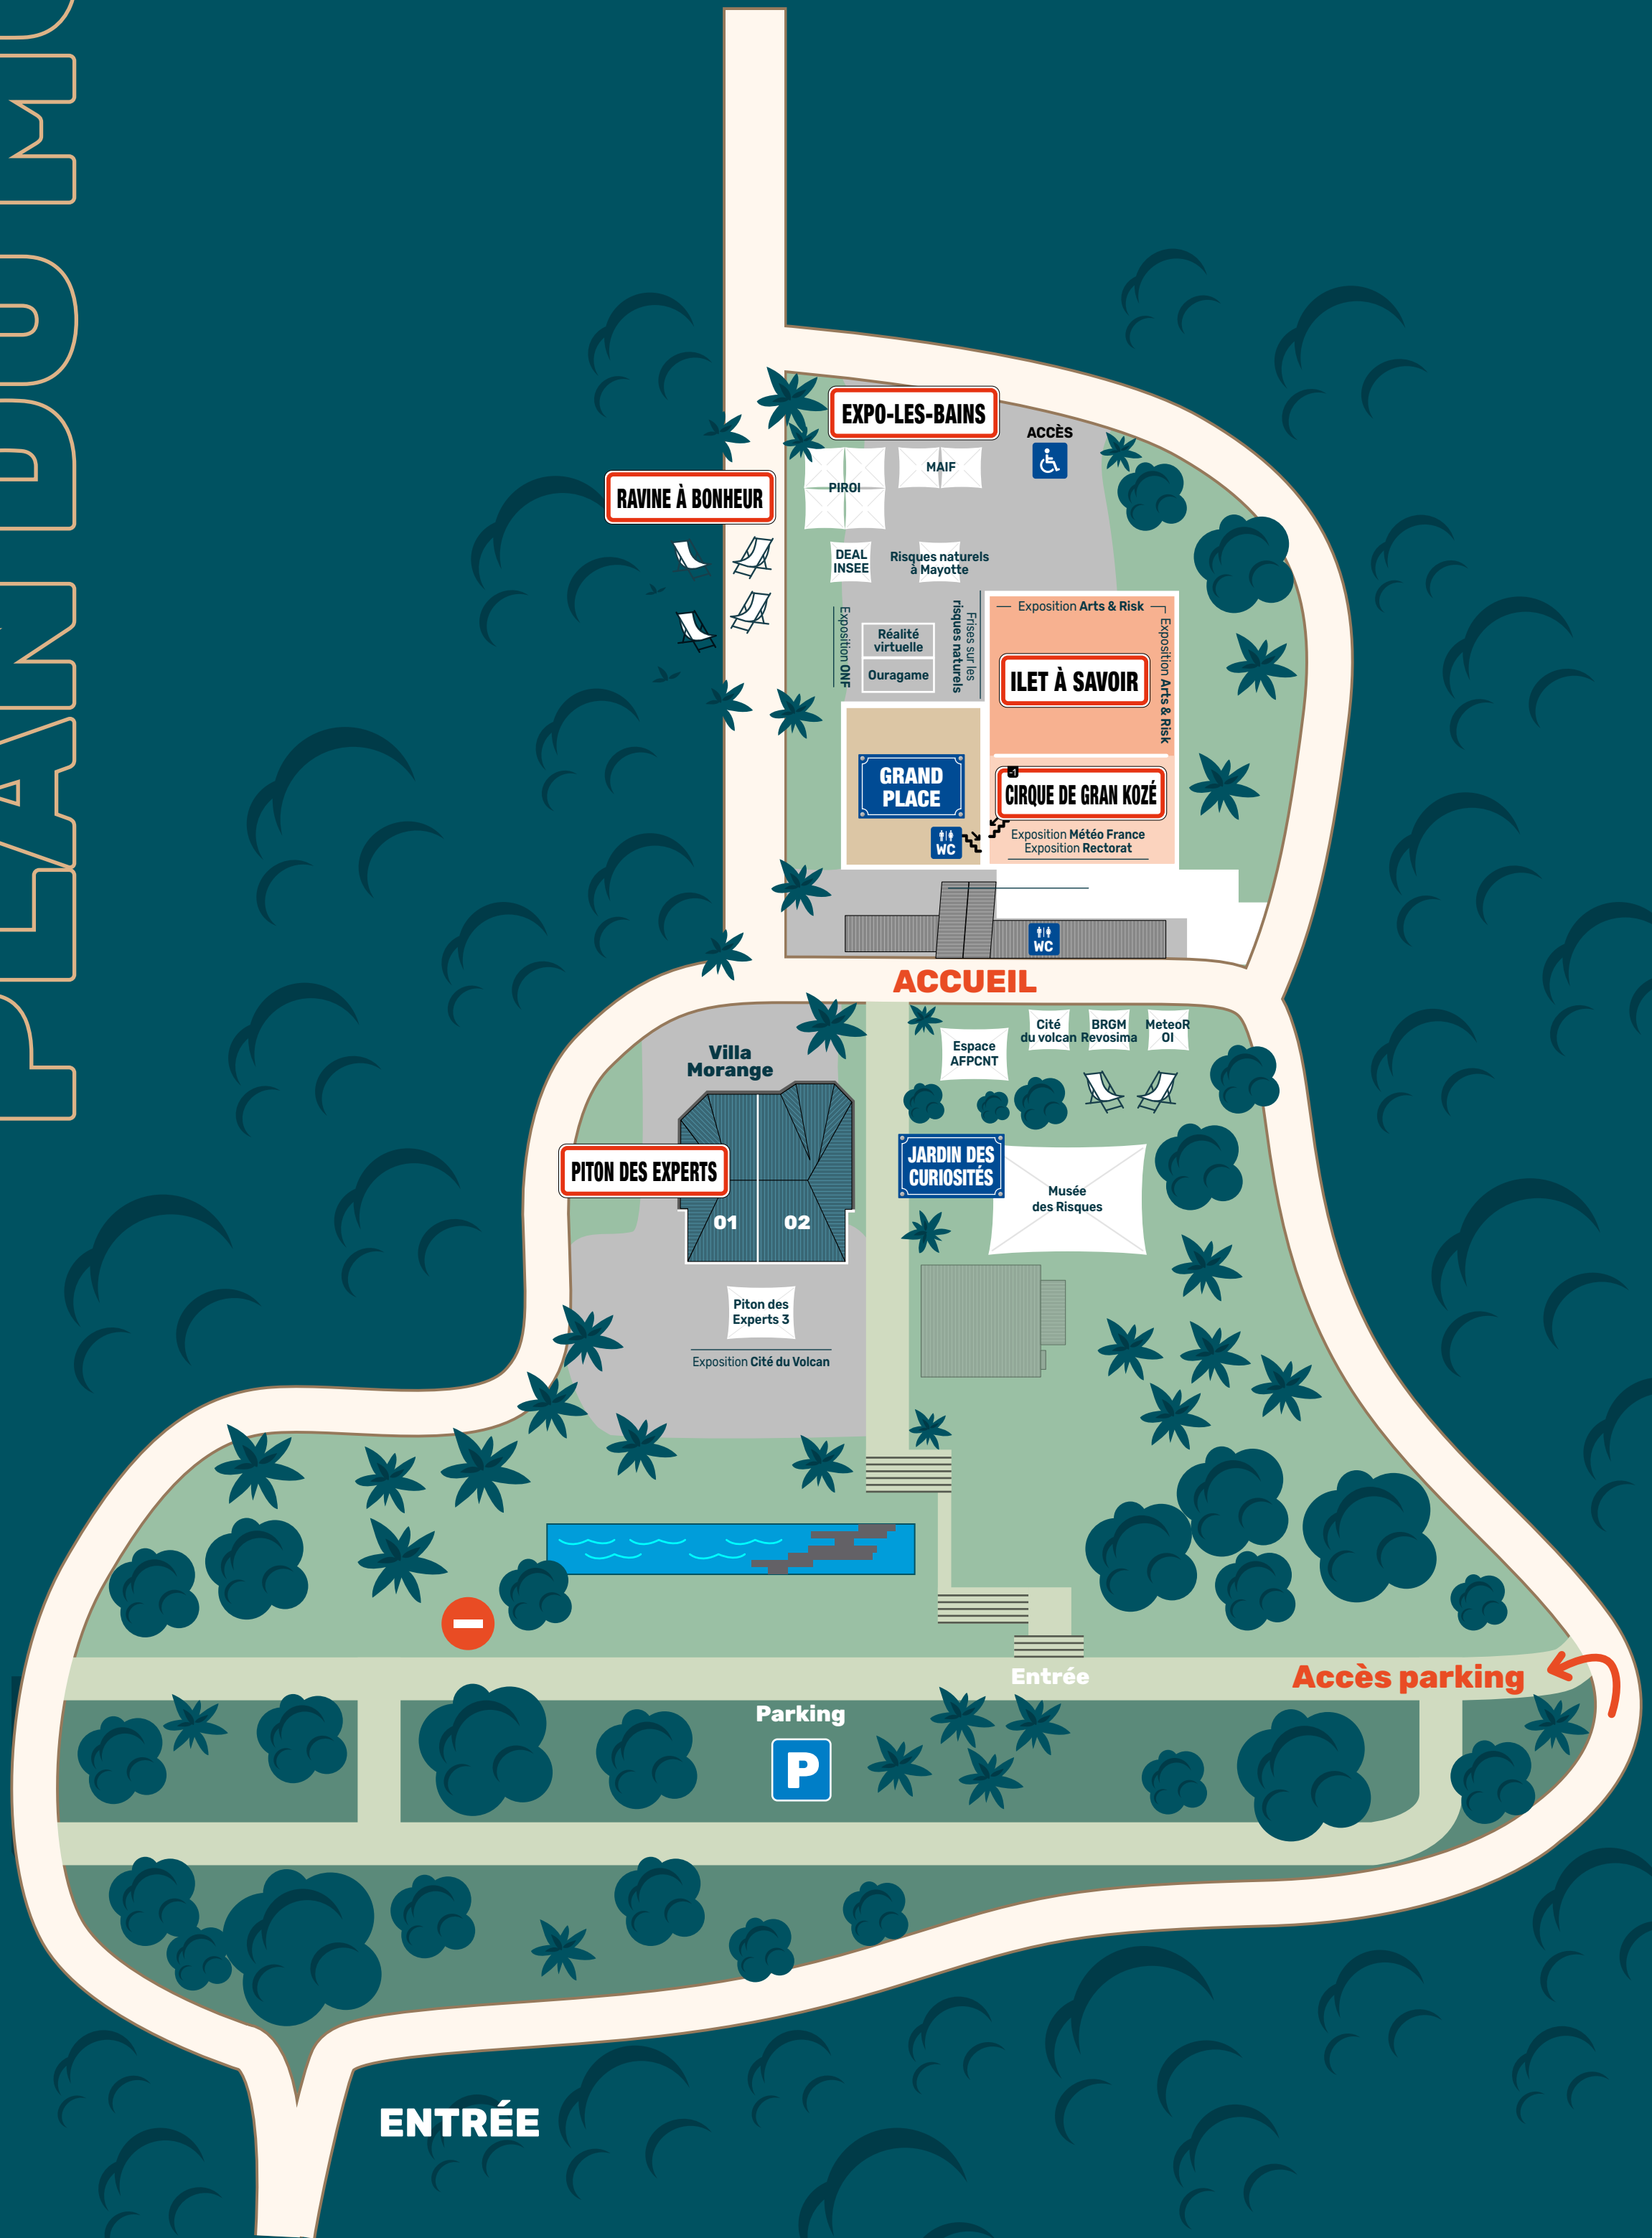 PLAN DU
EXPO-LES-BAINS
ACCÈS
MAIF
PIROI
RAVINE À BONHEUR
DEAL
INSEE
Risques naturels
à Mayotte
Exposition ONF
Réalité
virtuelle
Ouragame
Frises sur les
risques naturels
Exposition Arts & Risk
Exposition Arts & Risk
ILET À SAVOIR
GRAND
PLACE
-1
CIRQUE DE GRAN KOZÉ
WC
Exposition Météo France
Exposition Rectorat
WC
ACCUEIL
Villa
Morange
Espace
AFPCNT
Cité
du volcan
BRGM
Revosima
MeteoR
OI
PITON DES EXPERTS
01
02
JARDIN DES
CURIOSITÉS
Musée
des Risques
Piton des
Experts 3
Exposition Cité du Volcan
Entrée
Accès parking
Parking
P
ENTRÉE